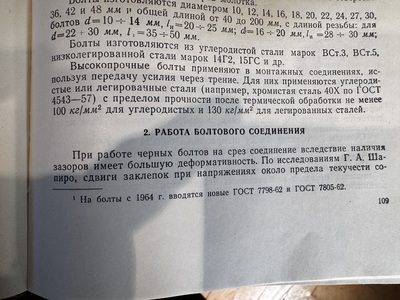 Болты изготовляются диаметром 10, 12, 14, 16, 18, 20, 22, 24, 27, 30,
36, 42 и 48 мм и общей длиной от 40 до 200 мм, с длиной резьбы: для
болтов d=10÷14 мм, l₀=20÷25 мм; d=16÷20 мм, l₀=28÷30 мм;
d=22÷30 мм, l₁=35÷50 мм.
Болты изготовляются из углеродистой стали марок ВСт.3, ВСт.5,
низколегированной стали марок 14Г2, 15ГС и др.
Высокопрочные болты применяют в монтажных соединениях, ис-
пользуя передачу усилия через трение. Для них применяются углероди-
стые или легированные стали (например, хромистая сталь 40Х по ГОСТ
4543—57) с пределом прочности после термической обработки не менее
100 кг/мм² для углеродистых и 130 кг/мм² для легированных сталей.
2. РАБОТА БОЛТОВОГО СОЕДИНЕНИЯ
При работе черных болтов на срез соединение вследствие наличия
зазоров имеет большую деформативность. По исследованиям Г. А. Ша-
пиро, сдвиги заклепок при напряжениях около предела текучести со-
¹ На болты с 1964 г. вводятся новые ГОСТ 7798-62 и ГОСТ 7805-62.
109